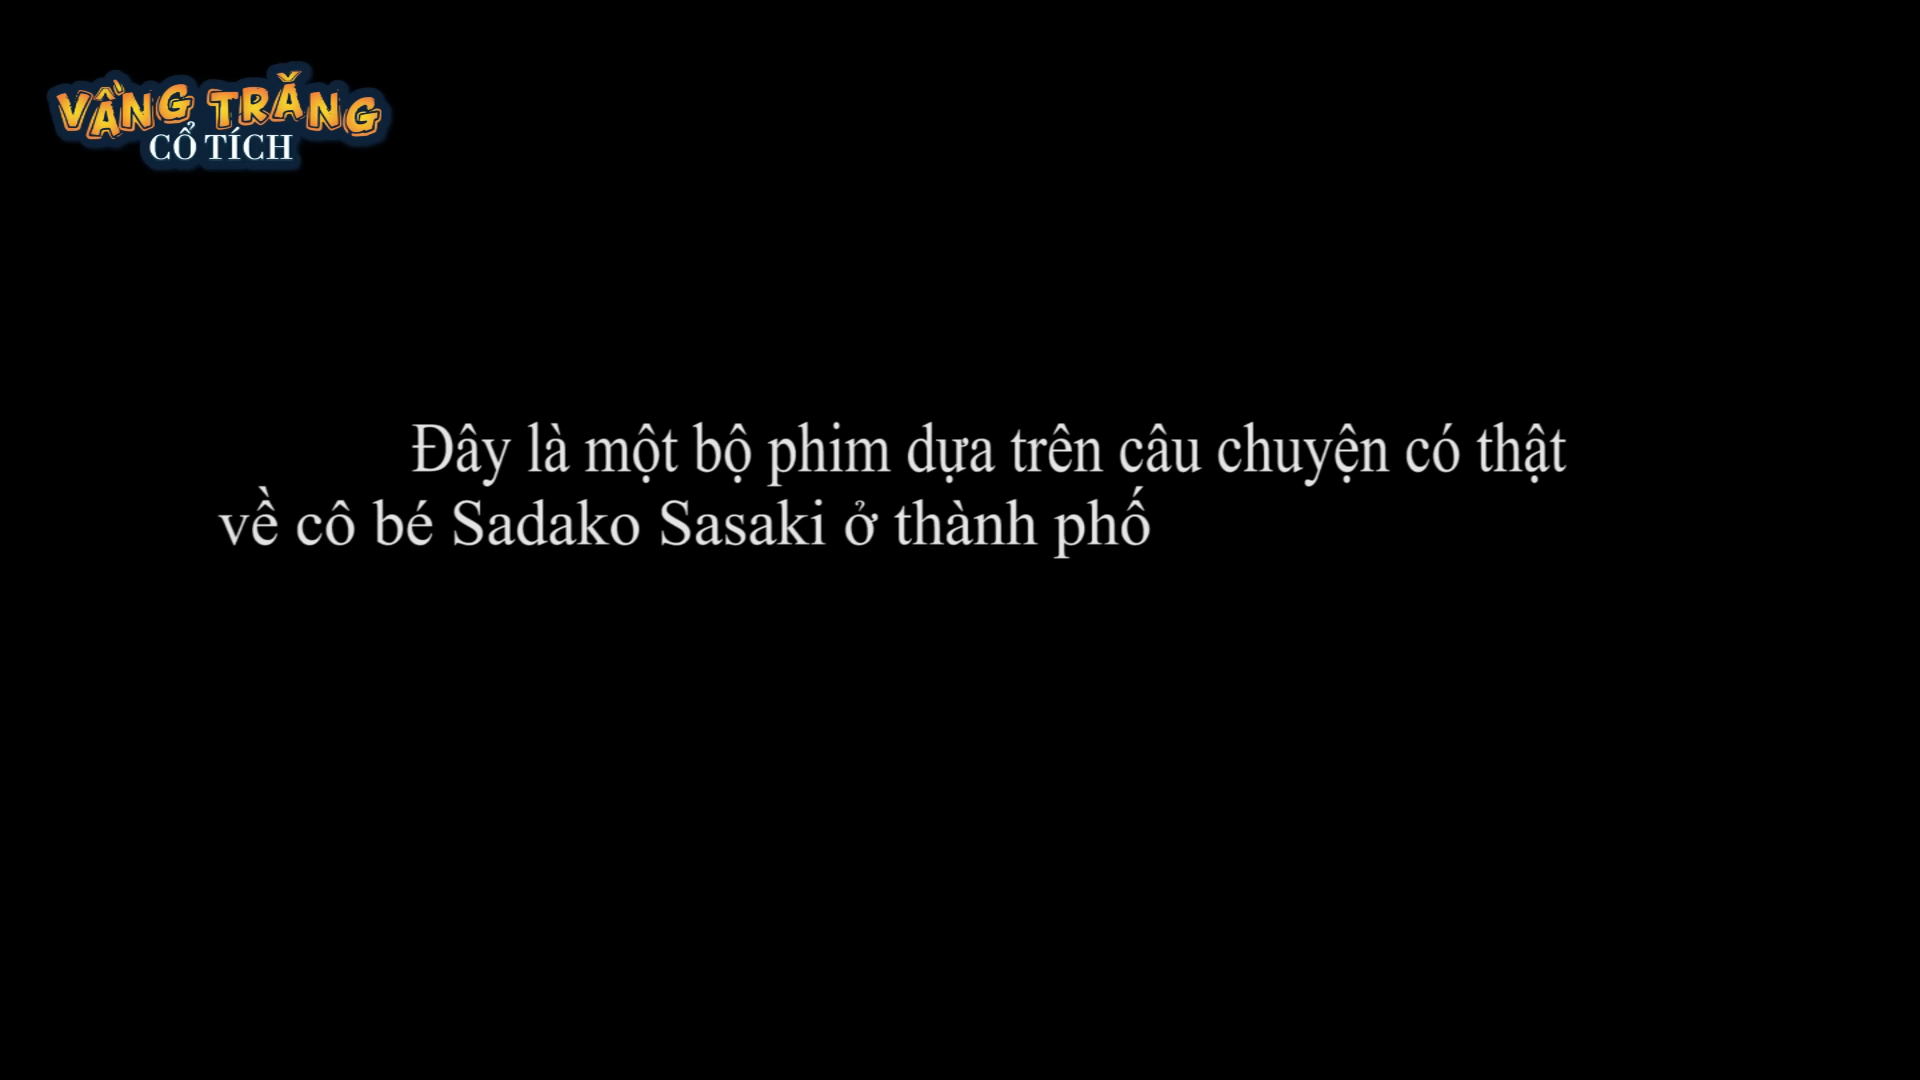 VẦNG TRĂNG
CỔ TÍCH
Đây là một bộ phim dựa trên câu chuyện có thật
về cô bé Sadako Sasaki ở thành phố